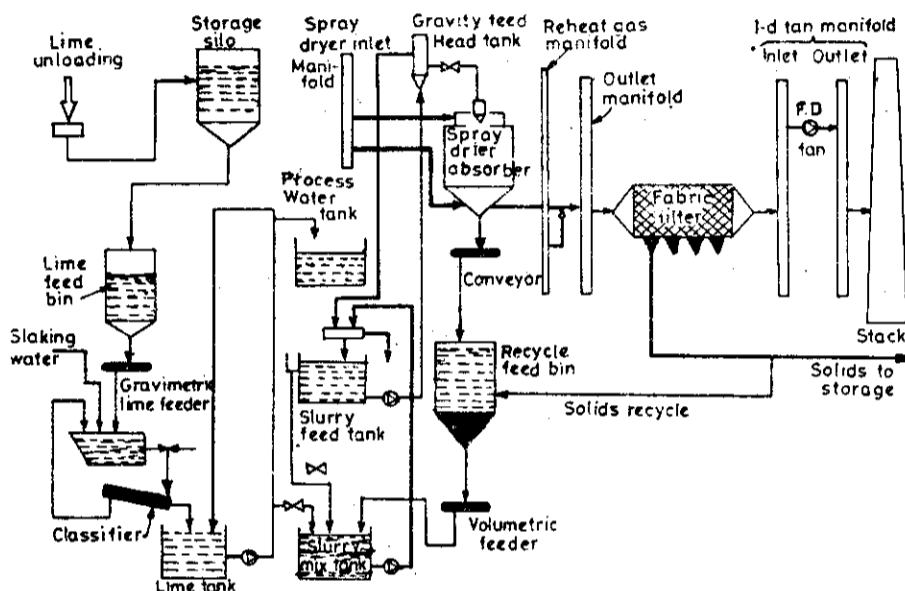 Lime
unloading
Storage
silo
Spray
dryer inlet
Mani-
fold
Gravity feed
Head tank
Reheat gas
manifold
Outlet
manifold
I-d tan manifold
Inlet Outlet
F.D
fan
Spray
drier
absorber
Process
Water
tank
Fabric
filter
Lime feed
bin
Conveyor
Stack
Slaking
water
Gravimetric
lime feeder
Recycle
feed bin
Solids to
storage
Solids recycle
Slurry
feed tank
Classifier
Slurry
mix tank
Volumetric
feeder
Lime tank